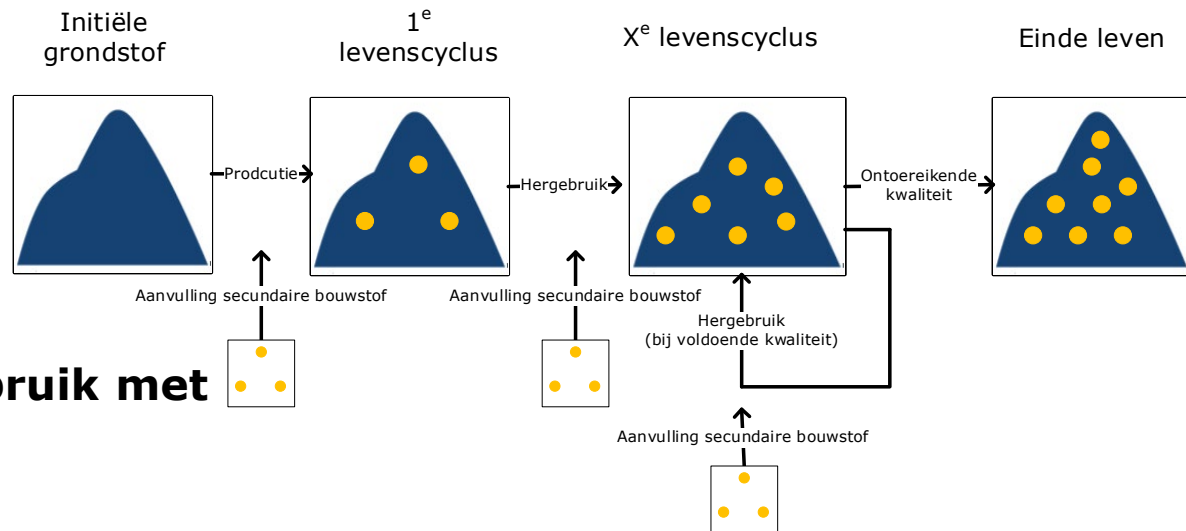 Initiële
grondstof
1e
levenscyclus
Xe levenscyclus
Einde leven
Prodcutie
Hergebruik
Ontoereikende
kwaliteit
Aanvulling secundaire bouwstof
Aanvulling secundaire bouwstof
Hergebruik
(bij voldoende kwaliteit)
bruik met
Aanvulling secundaire bouwstof